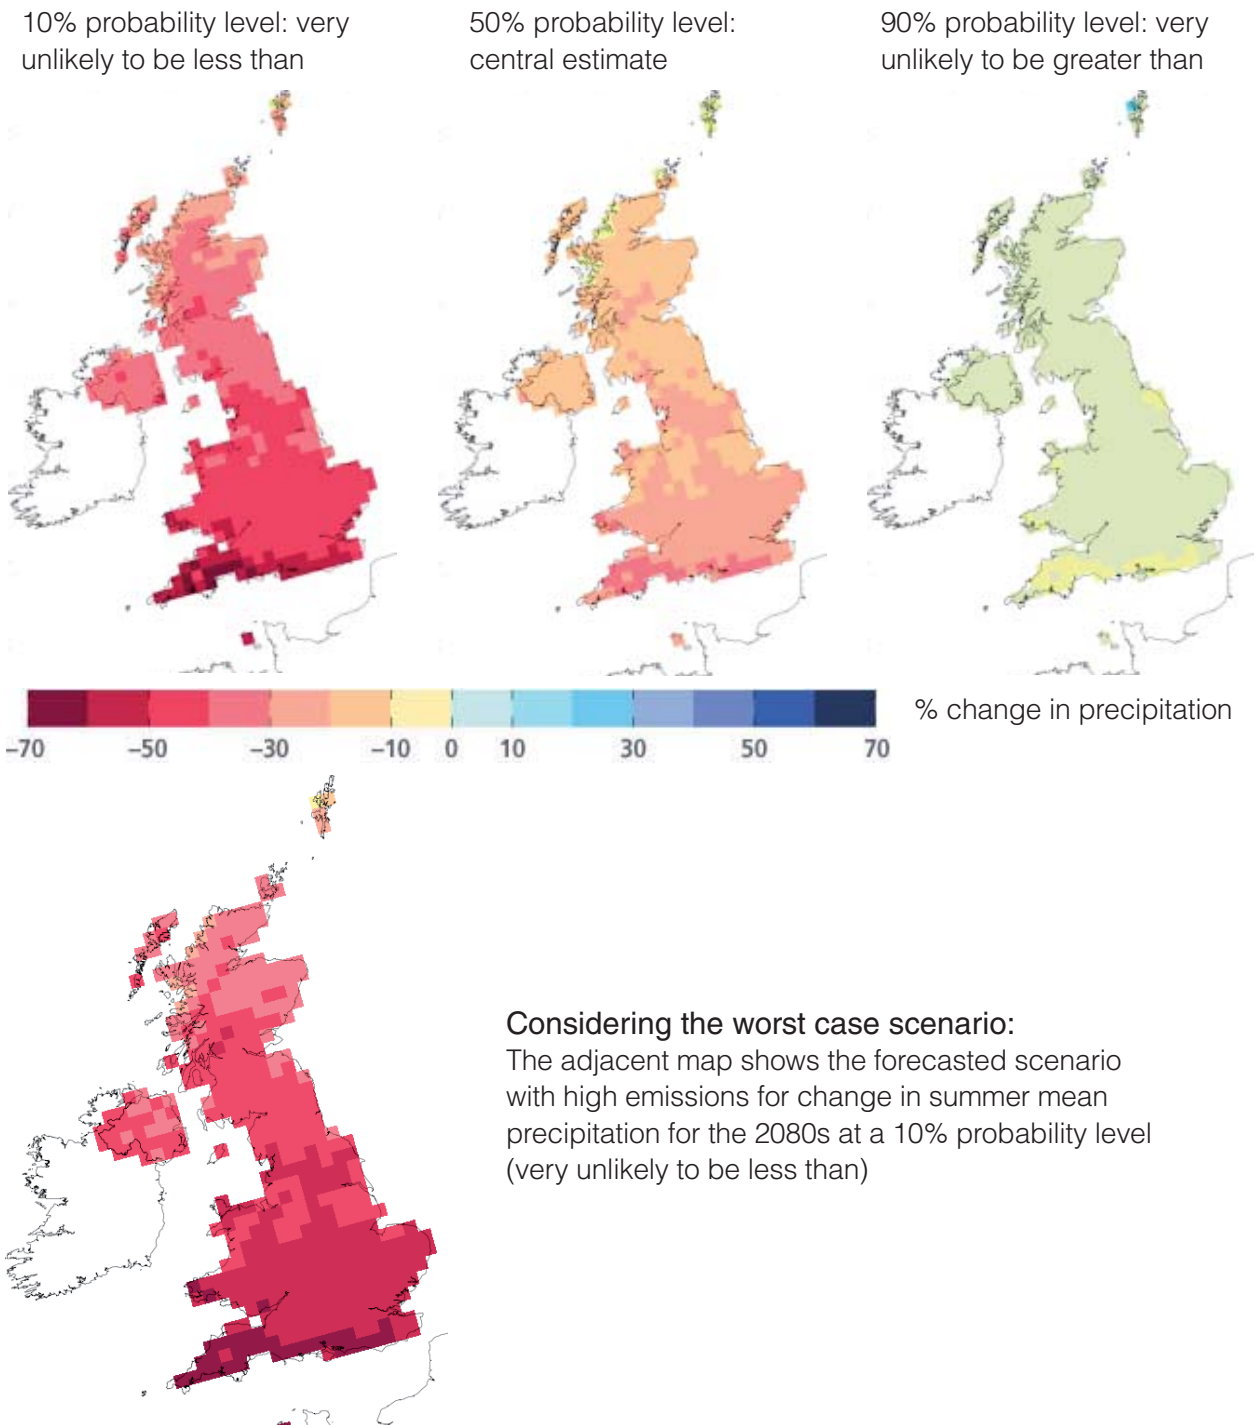 10% probability level: very
unlikely to be less than
50% probability level:
central estimate
90% probability level: very
unlikely to be greater than
% change in precipitation
–70 –50 –30 –10 0 10 30 50 70
Considering the worst case scenario:
The adjacent map shows the forecasted scenario
with high emissions for change in summer mean
precipitation for the 2080s at a 10% probability level
(very unlikely to be less than)